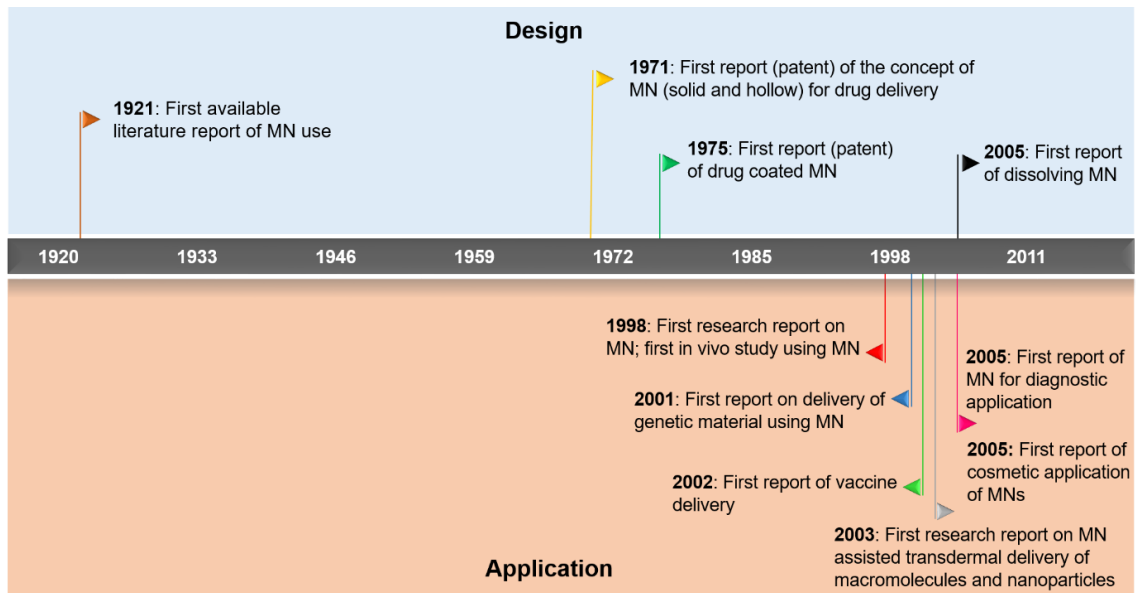 Design
1971: First report (patent) of the concept of
MN (solid and hollow) for drug delivery
1921: First available
literature report of MN use
1975: First report (patent)
of drug coated MN
2005: First report
of dissolving MN
1920 1933 1946 1959 1972 1985 1998 2011
1998: First research report on
MN; first in vivo study using MN
2005: First report of
MN for diagnostic
application
2001: First report on delivery of
genetic material using MN
2005: First report of
cosmetic application
of MNs
2002: First report of vaccine
delivery
2003: First research report on MN
assisted transdermal delivery of
macromolecules and nanoparticles
Application